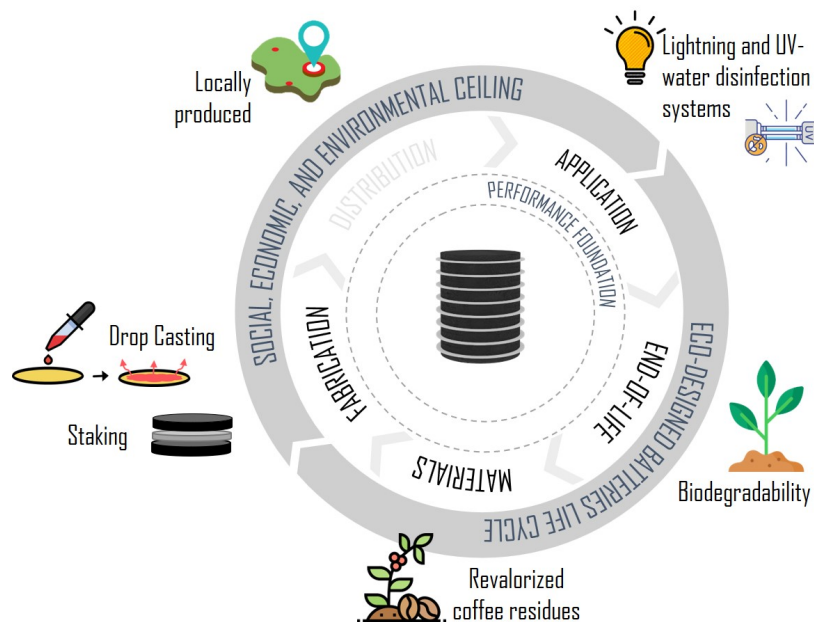 Locally
produced
Lightning and UV-
water disinfection
systems
UV
SOCIAL, ECONOMIC, AND ENVIRONMENTAL CEILING
DISTRIBUTION
APPLICATION
PERFORMANCE FOUNDATION
Drop Casting
FABRICATION
END-OF-LIFE
ECO-DESIGNED BATTERIES LIFE CYCLE
Staking
MATERIALS
Biodegradability
Revalorized
coffee residues